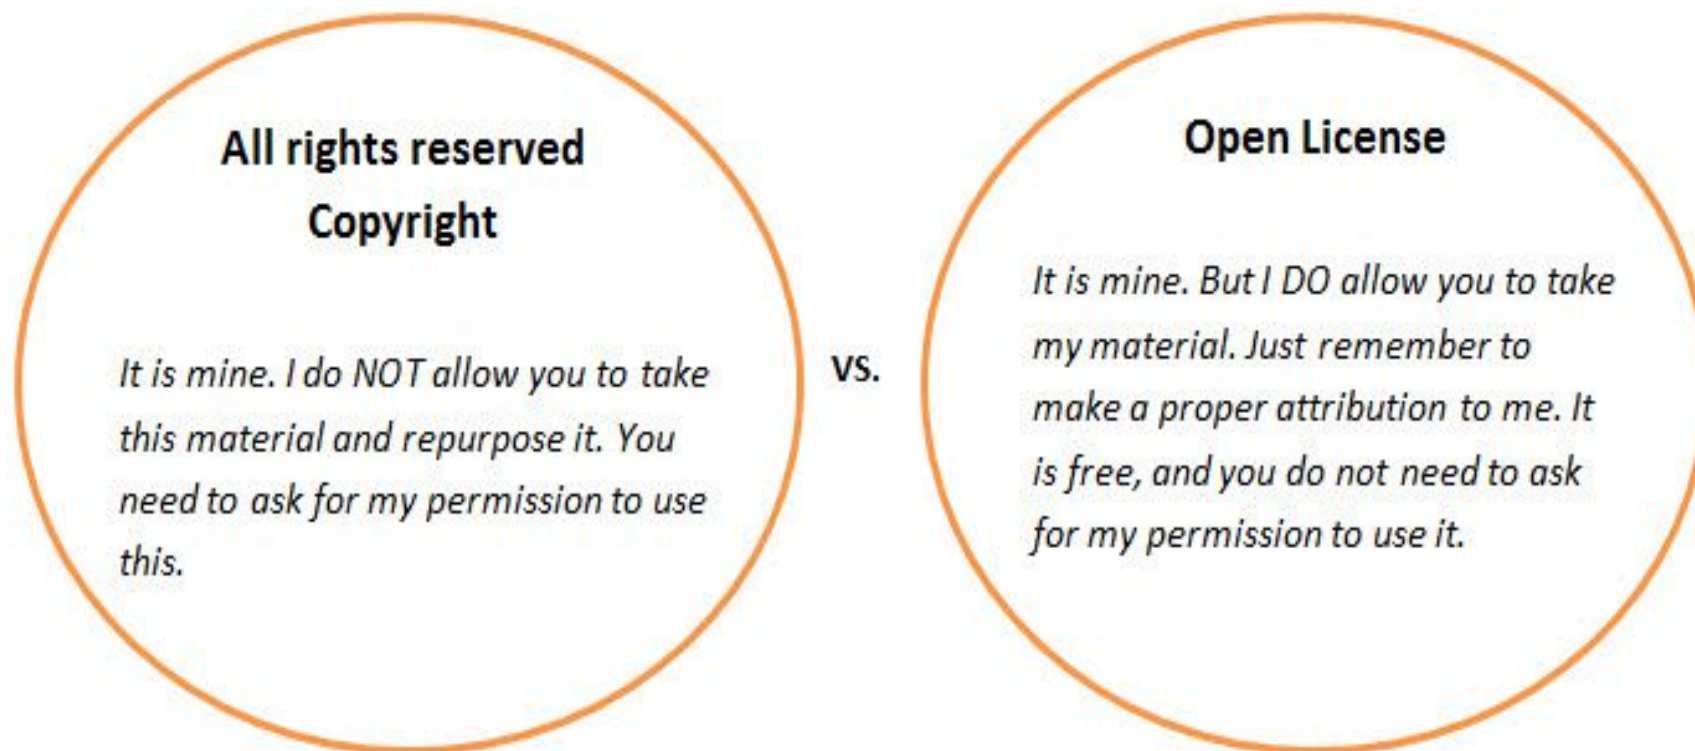 All rights reserved
Copyright
It is mine. I do NOT allow you to take
this material and repurpose it. You
need to ask for my permission to use
this.
vs.
Open License
It is mine. But I DO allow you to take
my material. Just remember to
make a proper attribution to me. It
is free, and you do not need to ask
for my permission to use it.